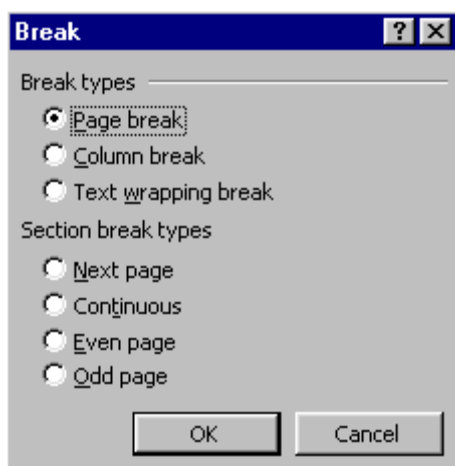 Break
Break types
Page break
Column break
Text wrapping break
Section break types
Next page
Continuous
Even page
Odd page
OK Cancel